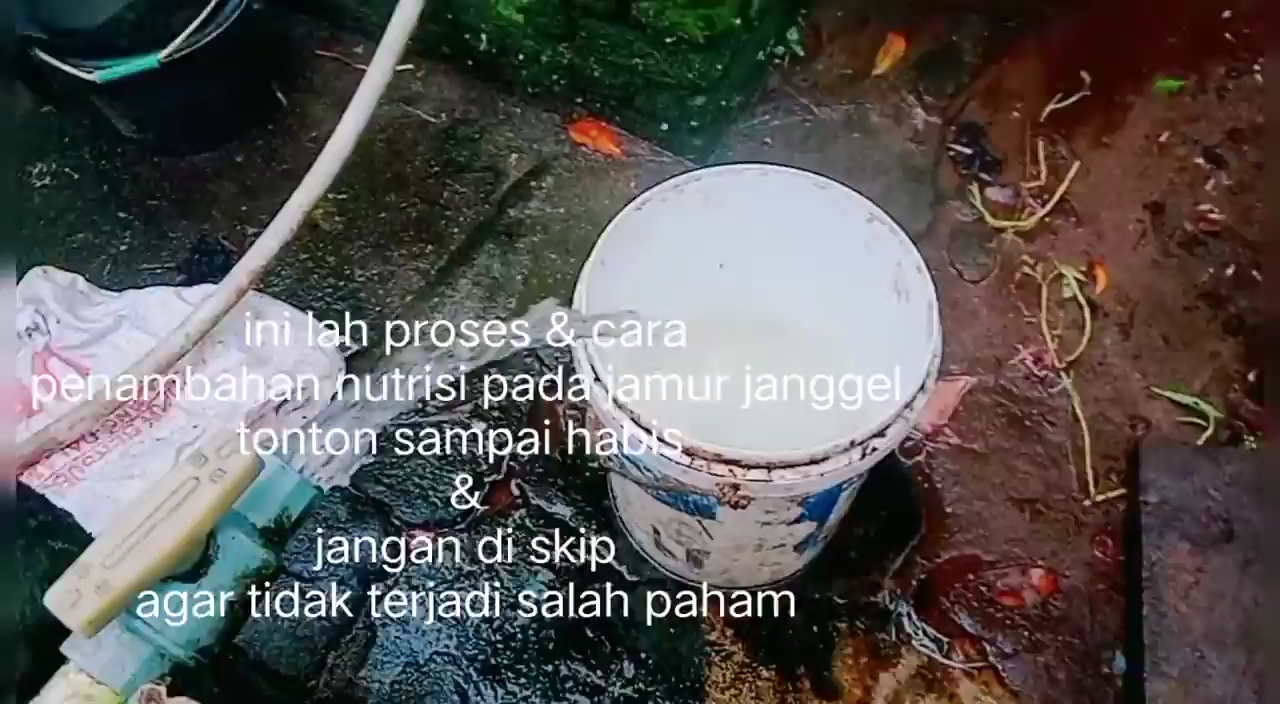 ini lah proses & cara
penambahan nutrisi pada jamur janggel
tonton sampai habis
&
jangan di skip
agar tidak terjadi salah paham